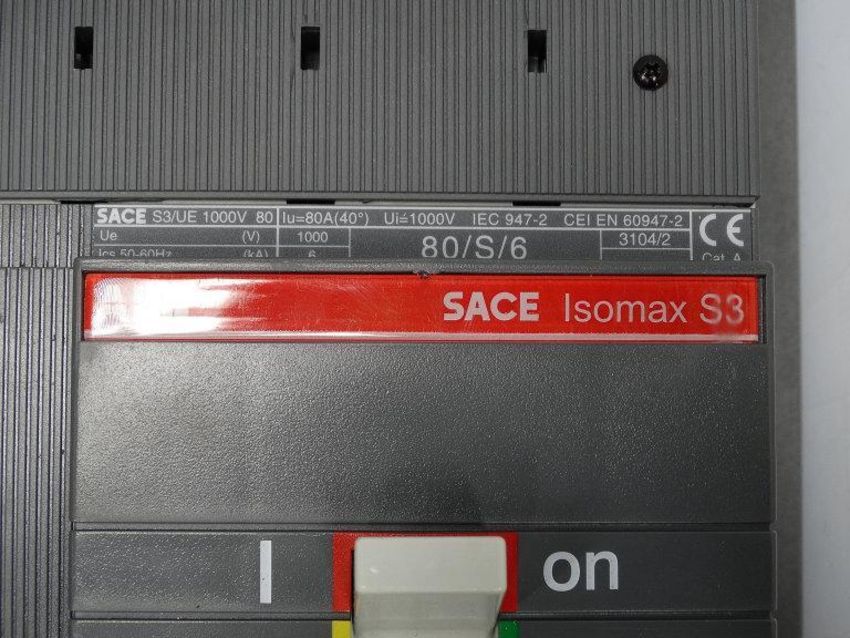 SACE S3/UE 1000V 80 Iu=80A(40°) Ui≐1000V IEC 947-2 CEI EN 60947-2 CE
Ue (V) 1000 80/S/6 3104/2
Ics 50-60Hz (kA) 6 Cat. A
SACE Isomax S3
I on